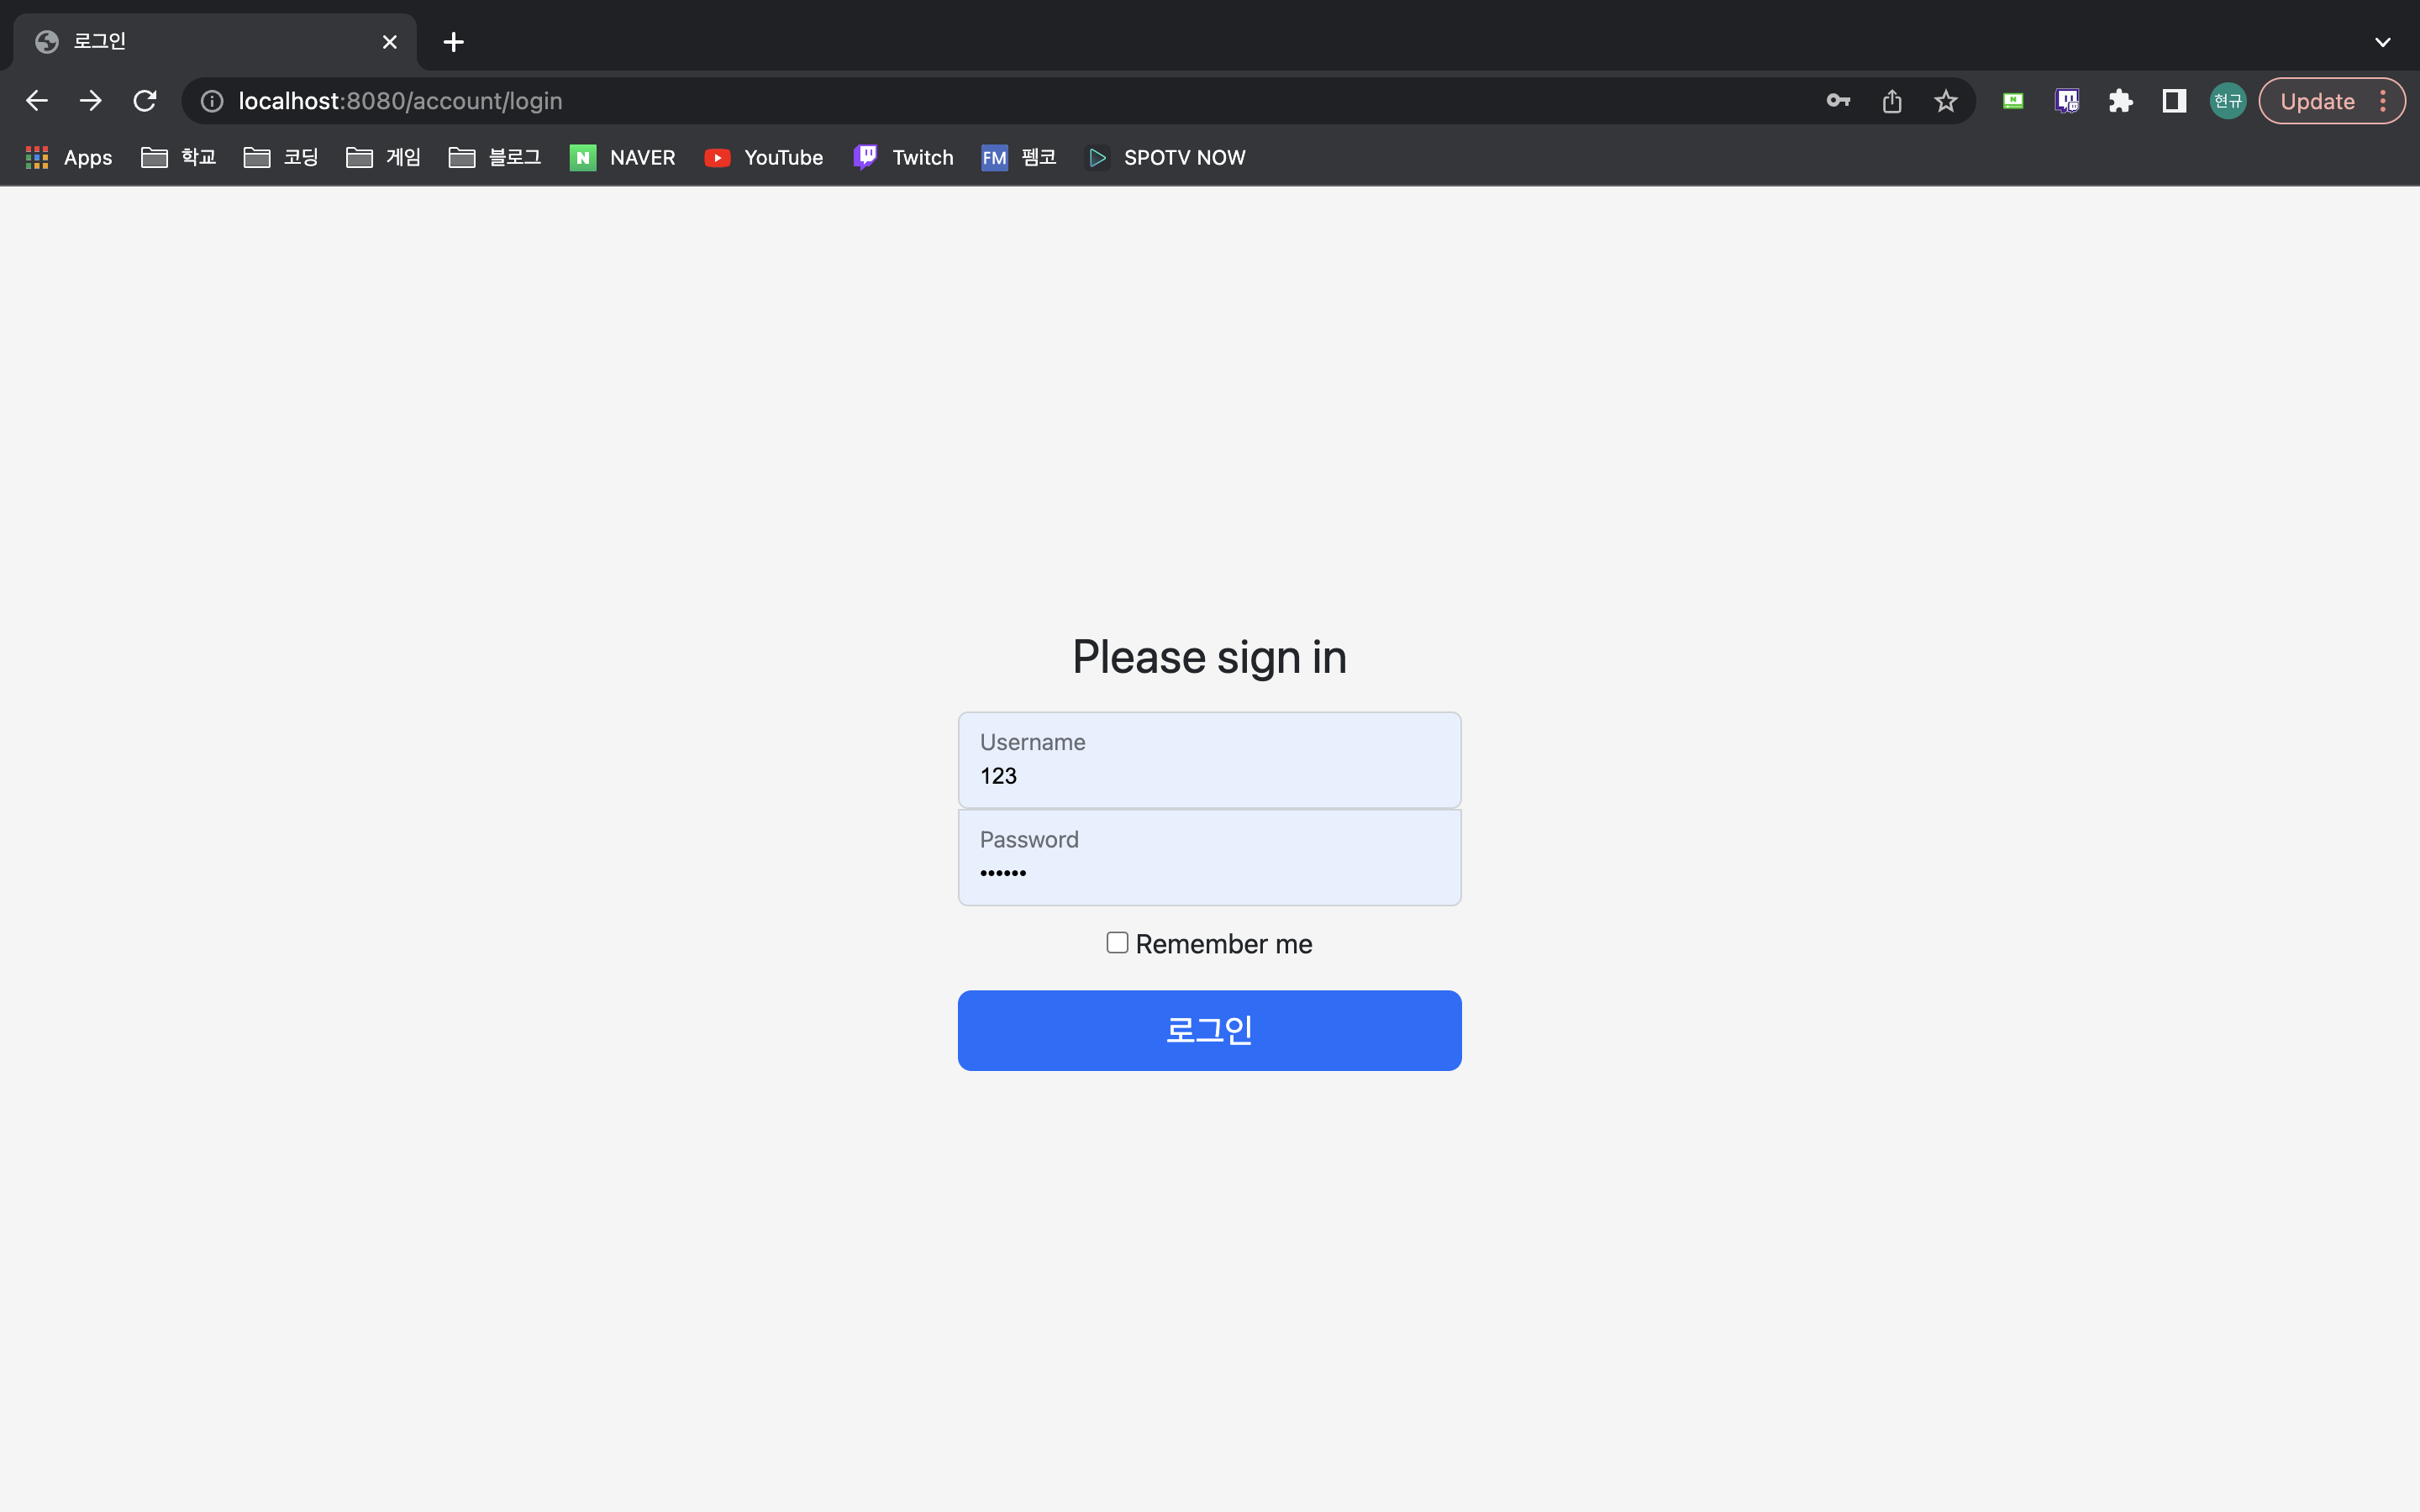 로그인
localhost:8080/account/login
현규
Update
Apps 학교 코딩 게임 블로그 N NAVER YouTube Twitch FM 펨코 SPOTV NOW
Please sign in
Username
123
Password
••••••
Remember me
로그인